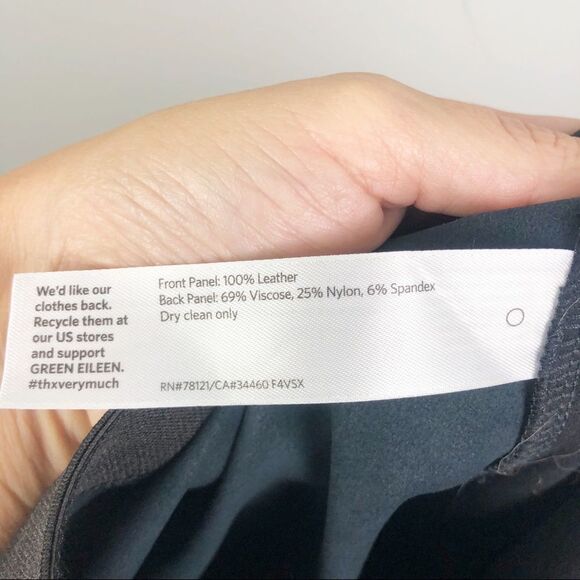 We'd like our
clothes back.
Recycle them at
our US stores
and support
GREEN EILEEN.
#thxverymuch
Front Panel: 100% Leather
Back Panel: 69% Viscose, 25% Nylon, 6% Spandex
Dry clean only
RN#78121/CA#34460 F4VSX